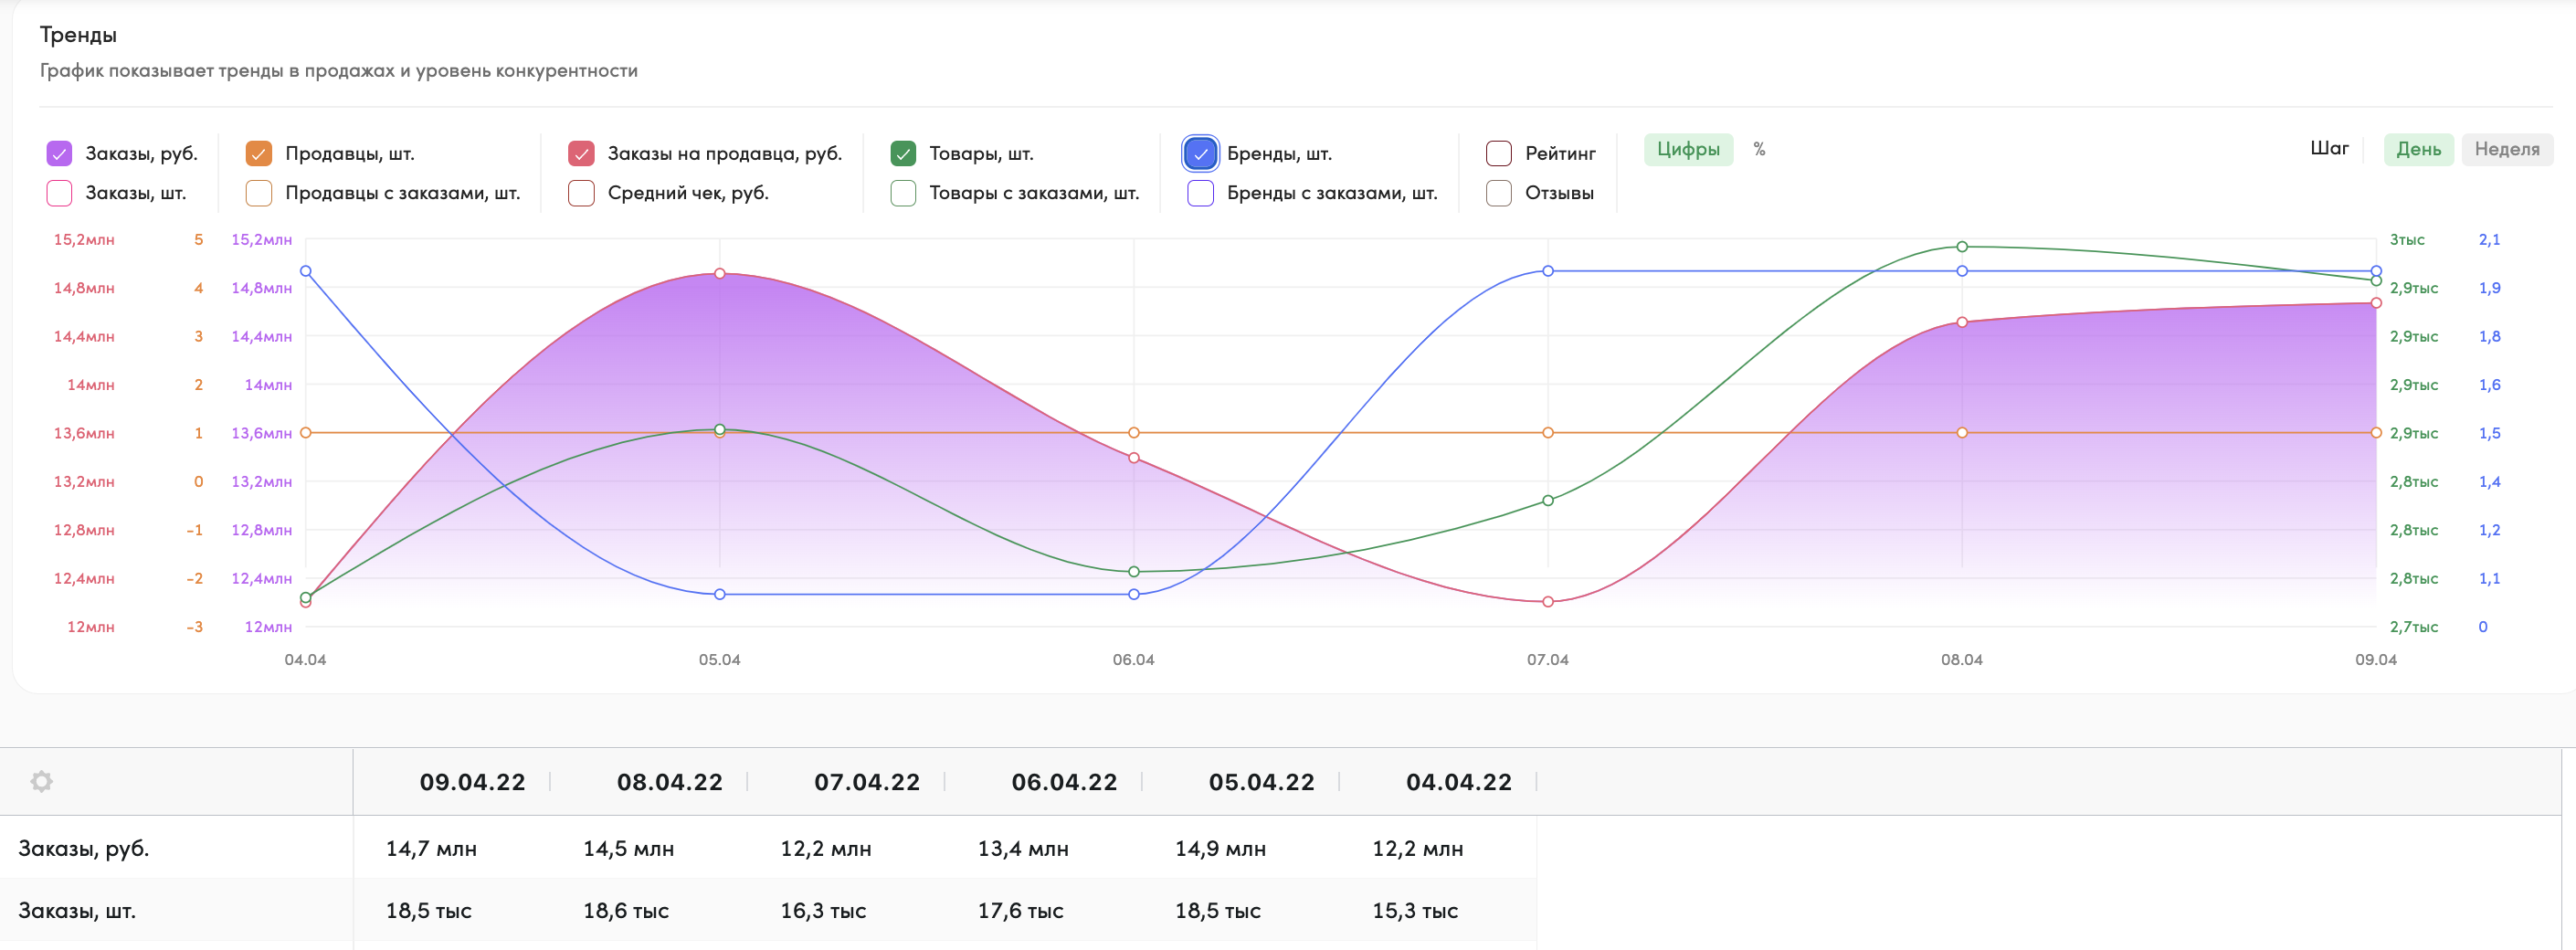 Тренды
График показывает тренды в продажах и уровень конкурентности
Заказы, руб. Продавцы, шт. Заказы на продавца, руб. Товары, шт. Бренды, шт. Рейтинг Цифры % Шаг День Неделя
Заказы, шт. Продавцы с заказами, шт. Средний чек, руб. Товары с заказами, шт. Бренды с заказами, шт. Отзывы
15,2млн 5 15,2млн 3тыс 2,1
14,8млн 4 14,8млн 2,9тыс 1,9
14,4млн 3 14,4млн 2,9тыс 1,8
14млн 2 14млн 2,9тыс 1,6
13,6млн 1 13,6млн 2,9тыс 1,5
13,2млн 0 13,2млн 2,8тыс 1,4
12,8млн -1 12,8млн 2,8тыс 1,2
12,4млн -2 12,4млн 2,8тыс 1,1
12млн -3 12млн 2,7тыс 0
04.04 05.04 06.04 07.04 08.04 09.04
09.04.22 08.04.22 07.04.22 06.04.22 05.04.22 04.04.22
Заказы, руб. 14,7 млн 14,5 млн 12,2 млн 13,4 млн 14,9 млн 12,2 млн
Заказы, шт. 18,5 тыс 18,6 тыс 16,3 тыс 17,6 тыс 18,5 тыс 15,3 тыс